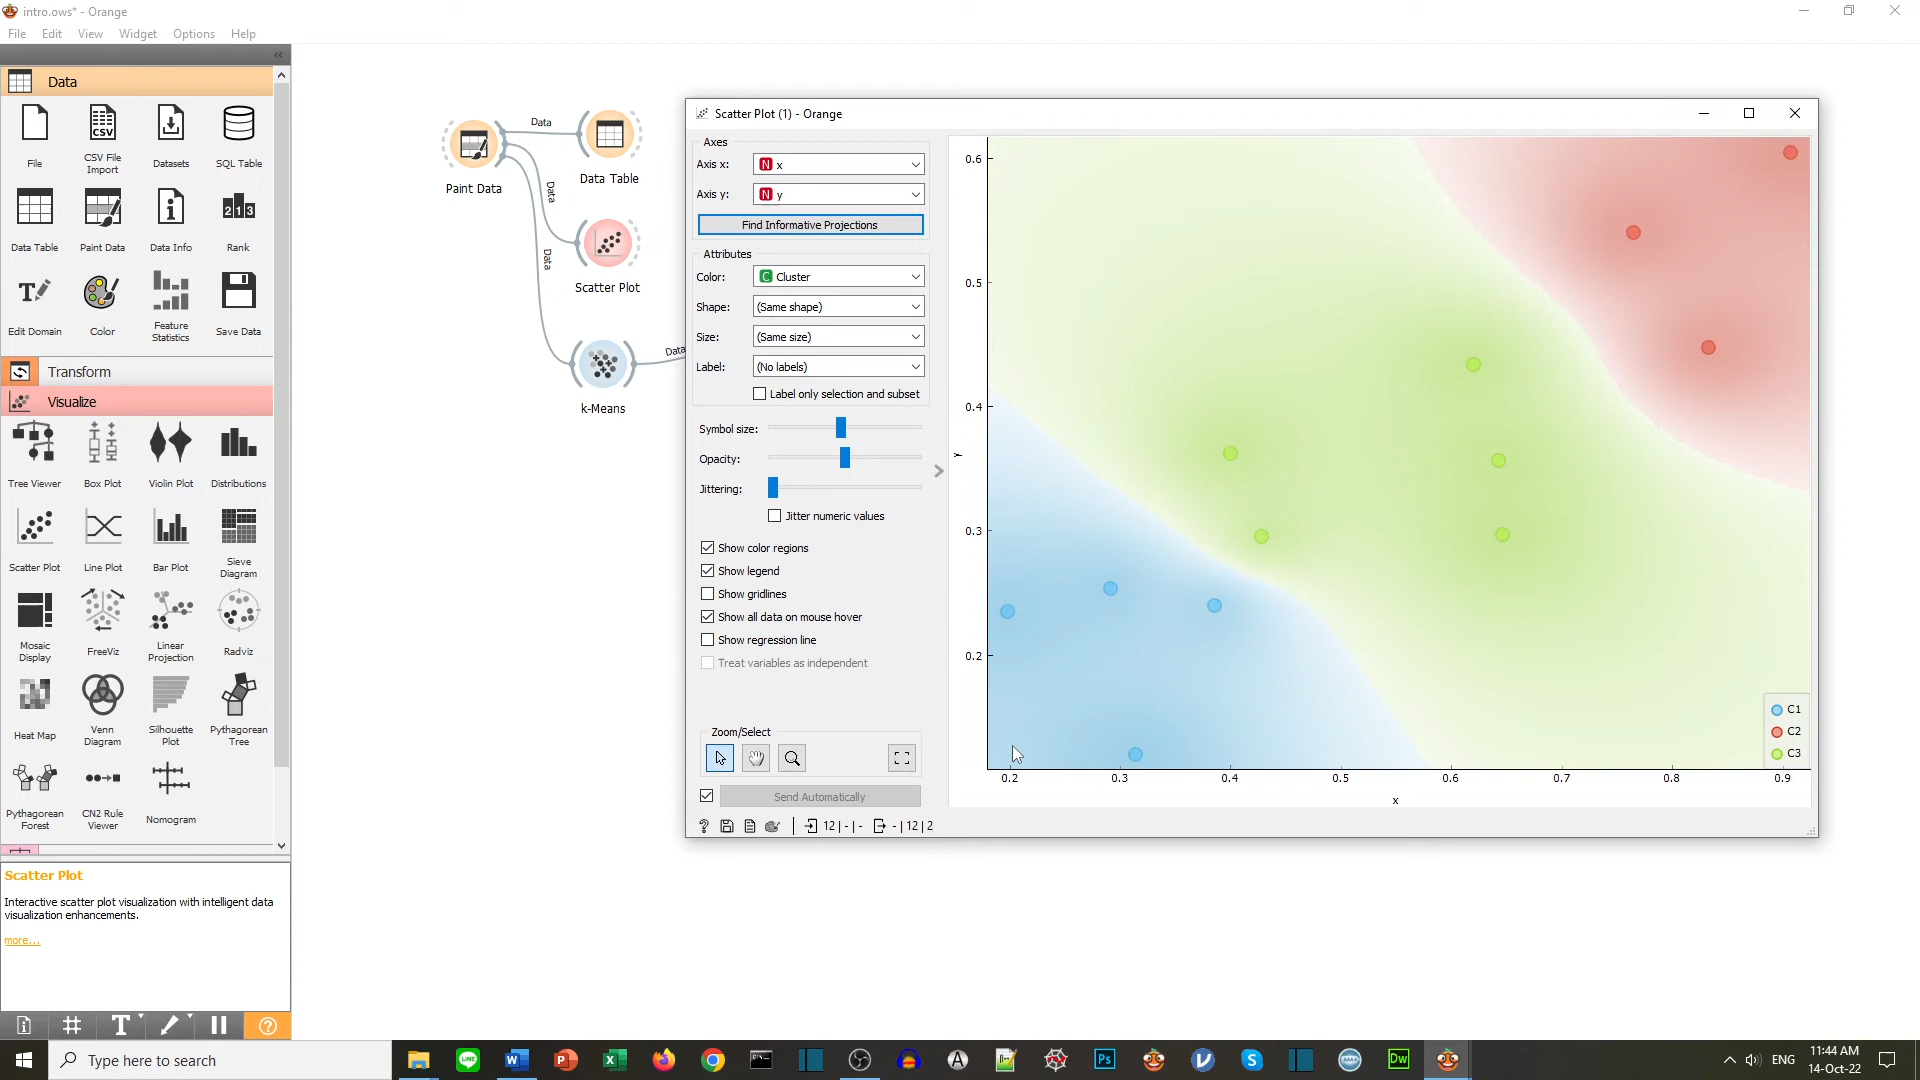 intro.ows* - Orange
File Edit View Widget Options Help
Data
File
CSV File Import
Datasets
SQL Table
Data Table
Paint Data
Data Info
Rank
Edit Domain
Color
Feature Statistics
Save Data
Transform
Visualize
Tree Viewer
Box Plot
Violin Plot
Distributions
Scatter Plot
Line Plot
Bar Plot
Sieve Diagram
Mosaic Display
FreeViz
Linear Projection
Radviz
Heat Map
Venn Diagram
Silhouette Plot
Pythagorean Tree
Pythagorean Forest
CN2 Rule Viewer
Nomogram
Scatter Plot
Interactive scatter plot visualization with intelligent data
visualization enhancements.
more...
Paint Data
Data
Data Table
Data
Scatter Plot
Data
k-Means
Data
Scatter Plot (1) - Orange
Axes
Axis x: N x
Axis y: N y
Find Informative Projections
Attributes
Color: C Cluster
Shape: (Same shape)
Size: (Same size)
Label: (No labels)
Label only selection and subset
Symbol size:
Opacity:
Jittering:
Jitter numeric values
Show color regions
Show legend
Show gridlines
Show all data on mouse hover
Show regression line
Treat variables as independent
Zoom/Select
Send Automatically
? 12 | - | - - | 12 | 2
0.6
0.5
0.4
0.3
0.2
y
0.2 0.3 0.4 0.5 0.6 0.7 0.8 0.9
x
C1
C2
C3
Type here to search
ENG
11:44 AM
14-Oct-22